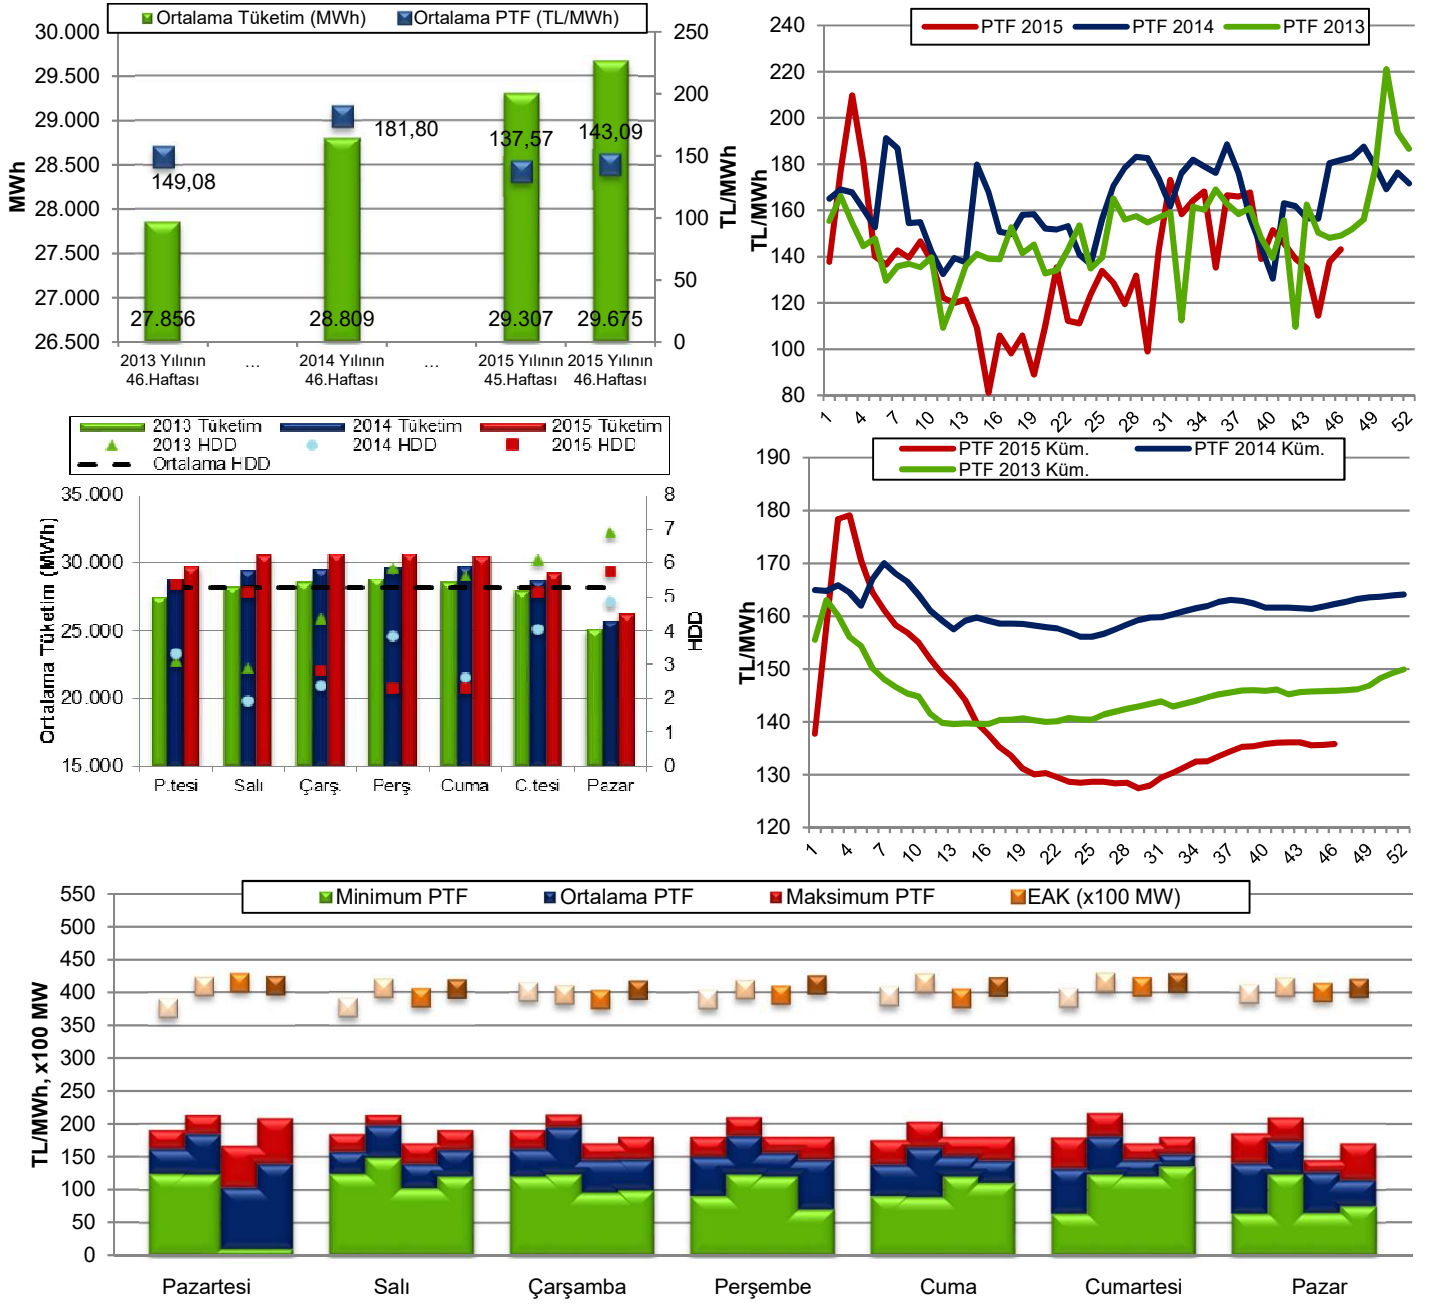 Ortalama Tüketim (MWh) Ortalama PTF (TL/MWh)
30.000
29.500
29.000
28.500
28.000
27.500
27.000
26.500
MWh
250
200
150
100
50
0
TL/MWh
149,08
181,80
137,57
143,09
27.856
28.809
29.307
29.675
2013 Yılının 46.Haftası
...
2014 Yılının 46.Haftası
...
2015 Yılının 45.Haftası
2015 Yılının 46.Haftası
PTF 2015 PTF 2014 PTF 2013
240
220
200
180
160
140
120
100
80
TL/MWh
1 4 7 10 13 16 19 22 25 28 31 34 37 40 43 46 49 52
2013 Tüketim 2014 Tüketim 2015 Tüketim
2013 HDD 2014 HDD 2015 HDD
Ortalama HDD
35.000
30.000
25.000
20.000
15.000
Ortalama Tüketim (MWh)
8
7
6
5
4
3
2
1
0
HDD
P.tesi Salı Çarş. Perş. Cuma C.tesi Pazar
PTF 2015 Küm. PTF 2014 Küm.
PTF 2013 Küm.
190
180
170
160
150
140
130
120
TL/MWh
1 4 7 10 13 16 19 22 25 28 31 34 37 40 43 46 49 52
Minimum PTF Ortalama PTF Maksimum PTF EAK (x100 MW)
550
500
450
400
350
300
250
200
150
100
50
0
TL/MWh, x100 MW
Pazartesi Salı Çarşamba Perşembe Cuma Cumartesi Pazar